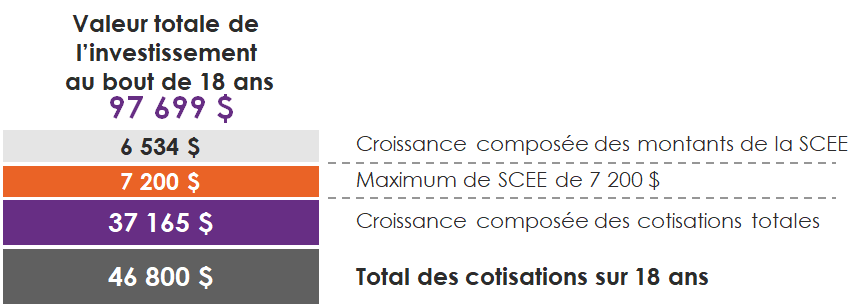 Valeur totale de
l’investissement
au bout de 18 ans
97 699 $
6 534 $ Croissance composée des montants de la SCEE
7 200 $ Maximum de SCEE de 7 200 $
37 165 $ Croissance composée des cotisations totales
46 800 $ Total des cotisations sur 18 ans